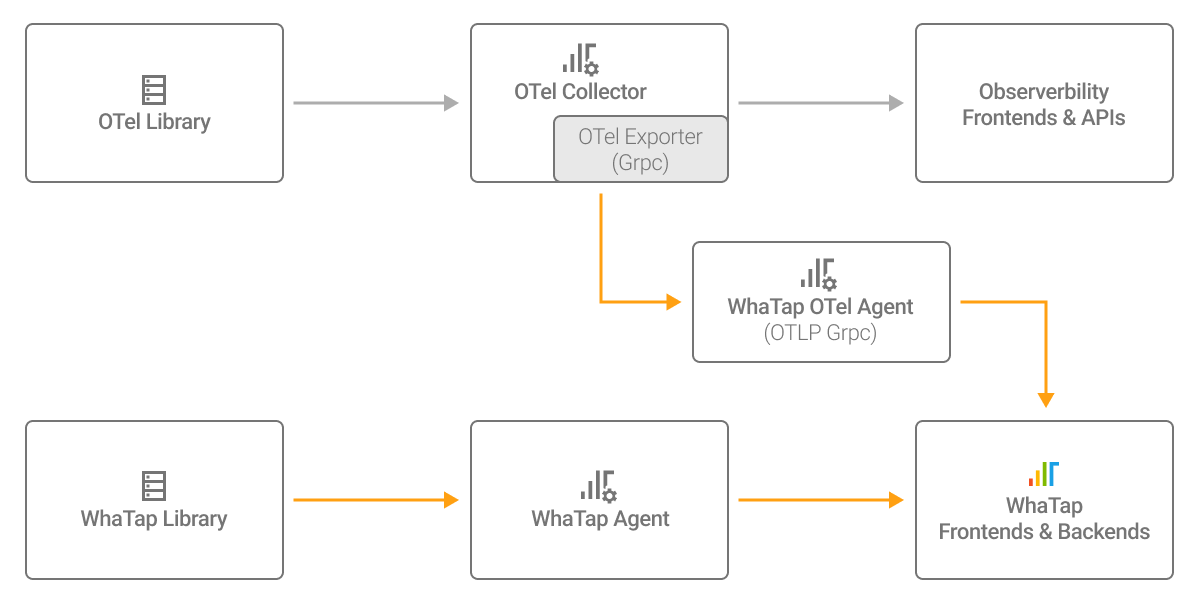 OTel Library
OTel Collector
OTel Exporter
(Grpc)
Observerbility
Frontends & APIs
WhaTap OTel Agent
(OTLP Grpc)
WhaTap Library
WhaTap Agent
WhaTap
Frontends & Backends